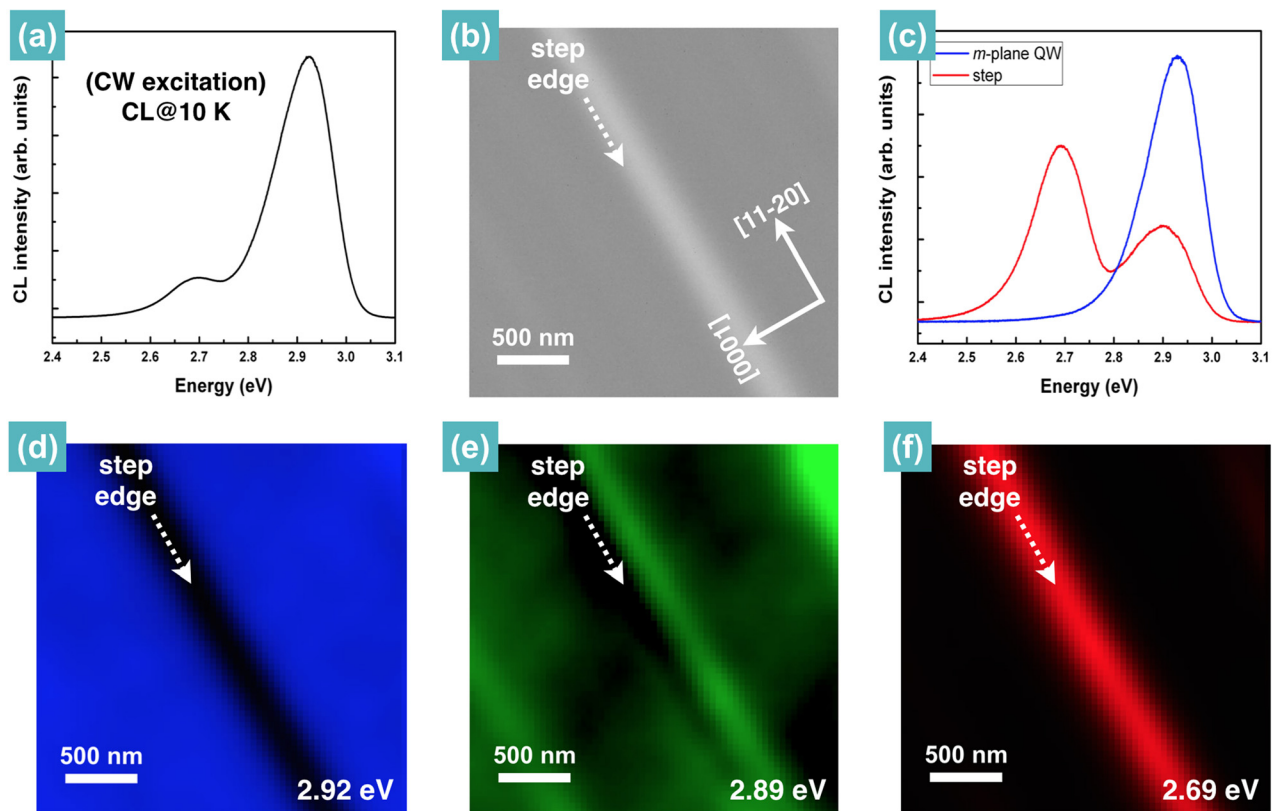 (a)
(CW excitation)
CL@10 K
CL intensity (arb. units)
2.4 2.5 2.6 2.7 2.8 2.9 3.0 3.1
Energy (eV)
(b)
step
edge
[11-20]
[0001]
500 nm
(c)
m-plane QW
step
CL intensity (arb. units)
2.4 2.5 2.6 2.7 2.8 2.9 3.0 3.1
Energy (eV)
(d)
step
edge
500 nm
2.92 eV
(e)
step
edge
500 nm
2.89 eV
(f)
step
edge
500 nm
2.69 eV